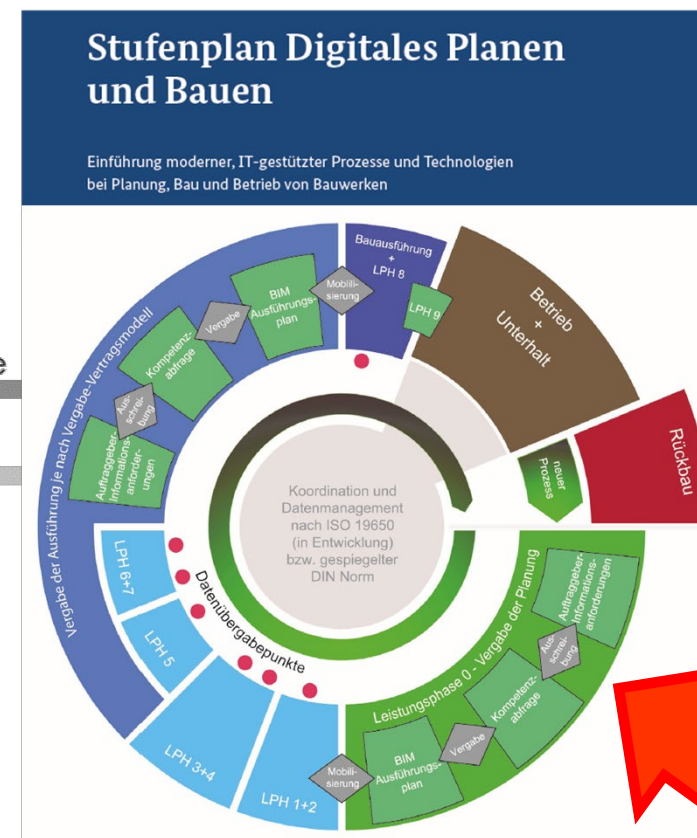 Stufenplan Digitales Planen
und Bauen
Einführung moderner, IT-gestützter Prozesse und Technologien
bei Planung, Bau und Betrieb von Bauwerken
e
Bauausführung
+
LPH 8
LPH 9
Betrieb
+
Unterhalt
Rückbau
neuer
Prozess
Mobili-
sierung
BIM
Ausführungs-
plan
Vergabe
Kompetenz-
abfrage
Aus-
schrei-
bung
Auftraggeber-
Informations-
anforder-
ungen
Vergabe der Ausführung je nach Vergabe-Vertragsmodell
Koordination und
Datenmanagement
nach ISO 19650
(in Entwicklung)
bzw. gespiegelter
DIN Norm
LPH 6+7
LPH 5
LPH 3+4
LPH 1+2
Datenübergabepunkte
Leistungsphase 0 - Vergabe der Planung
Auftraggeber-
Informations-
anforderungen
Aus-
schrei-
bung
Kompetenz-
abfrage
Vergabe
BIM
Ausführungs-
plan
Mobili-
sierung